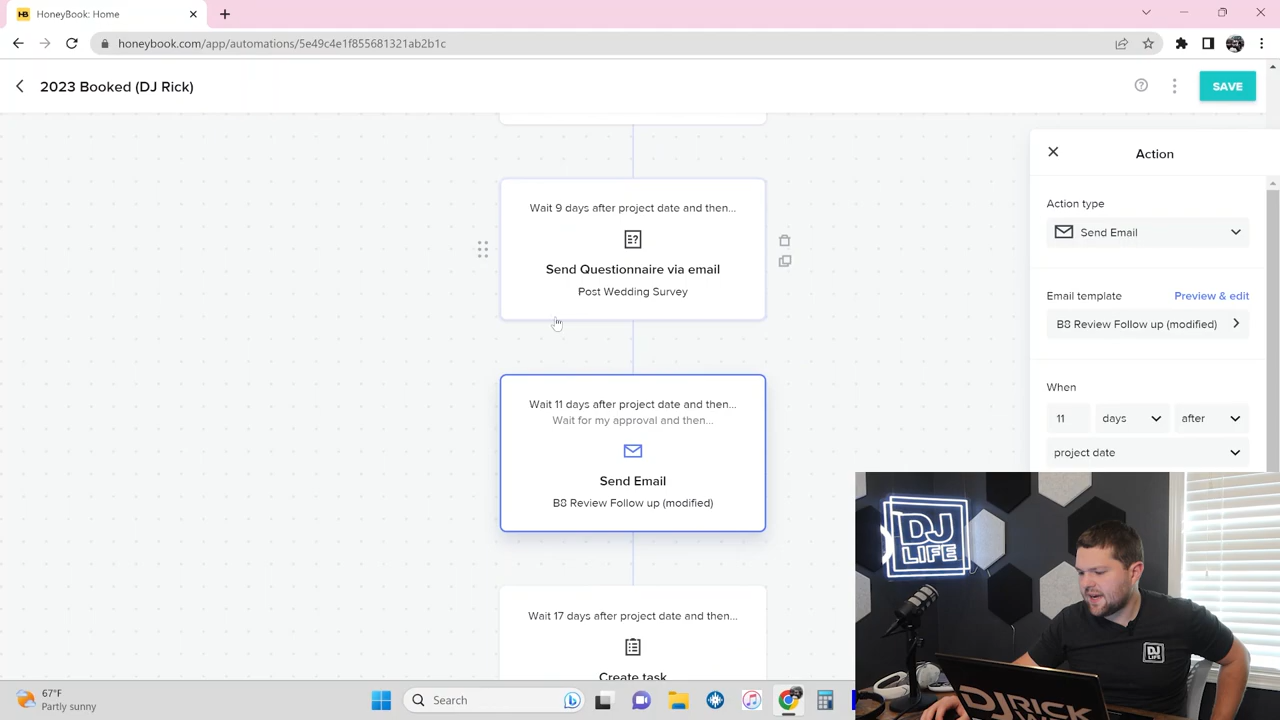 HoneyBook: Home
honeybook.com/app/automations/5e49c4e1f855681321ab2b1c
2023 Booked (DJ Rick)
SAVE
Wait 9 days after project date and then...
Send Questionnaire via email
Post Wedding Survey
Wait 11 days after project date and then...
Wait for my approval and then...
Send Email
B8 Review Follow up (modified)
Wait 17 days after project date and then...
Create task
Action
Action type
Send Email
Email template
Preview & edit
B8 Review Follow up (modified)
When
11
days
after
project date
DJ
LIFE
DJ
LIFE
DJRICK
67°F
Partly sunny
Search